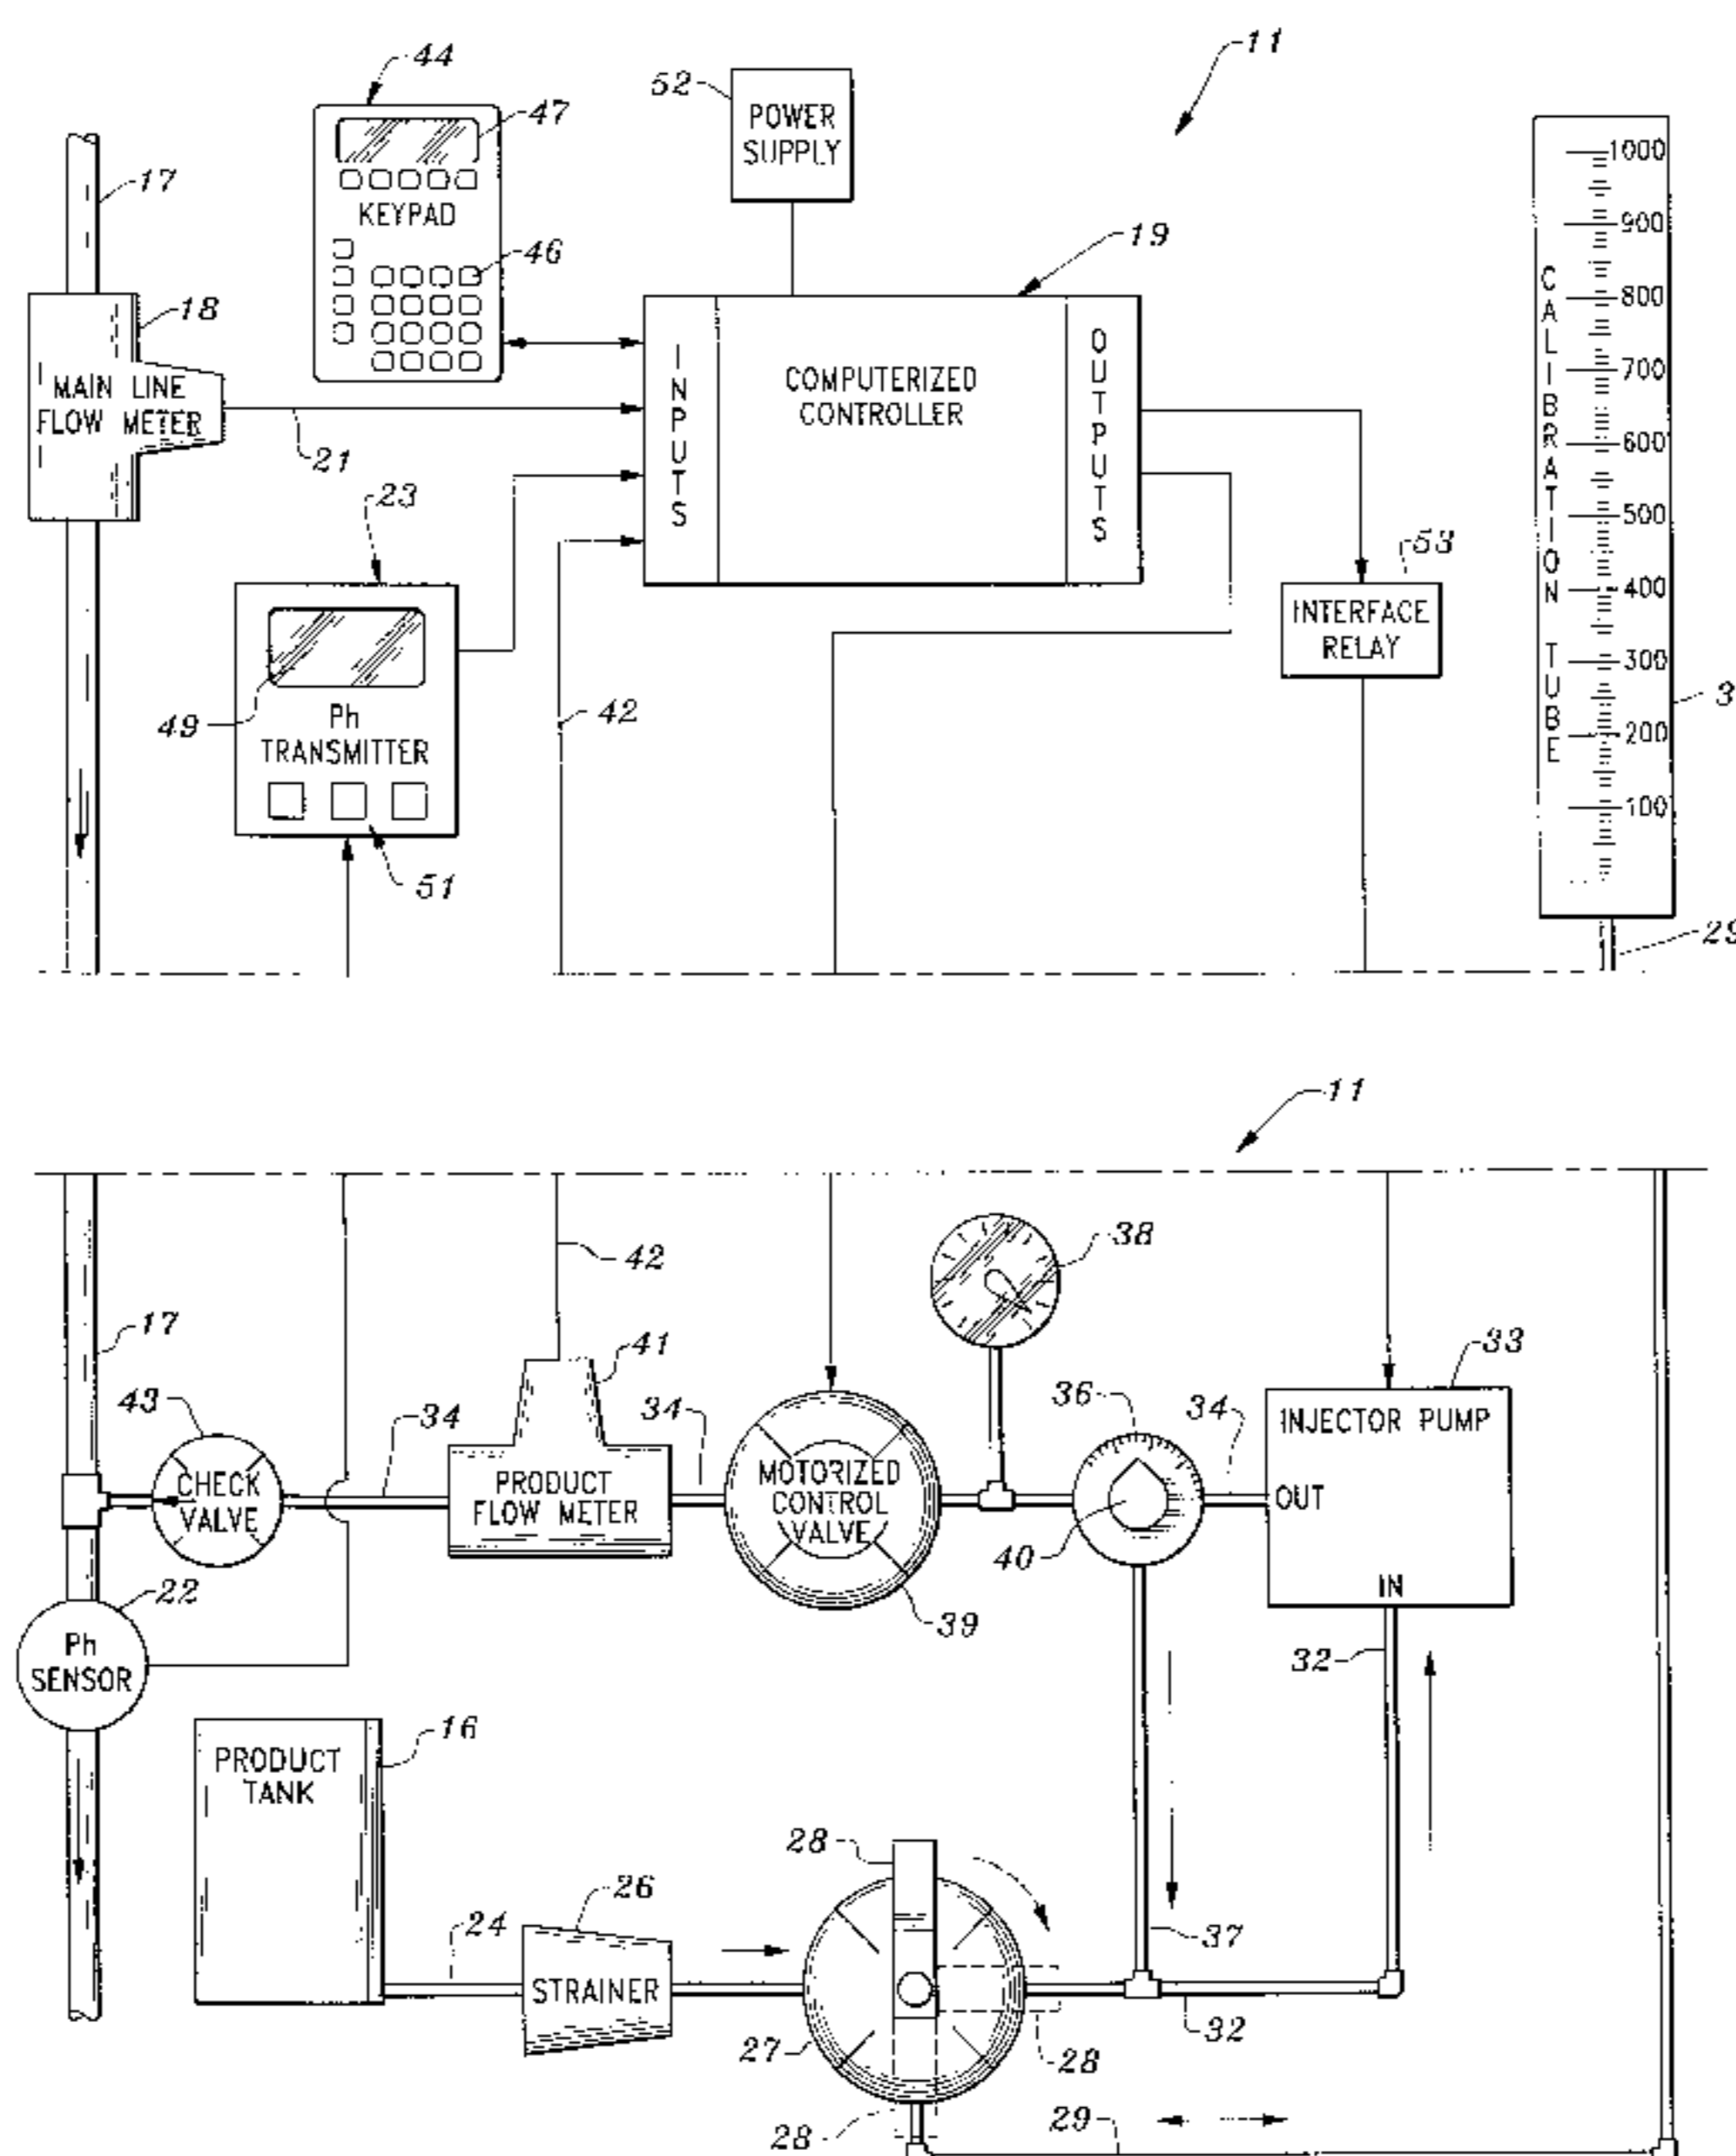 11
44
47
52
POWER
SUPPLY
17
KEYPAD
46
19
18
MAIN LINE
FLOW METER
21
INPUTS
COMPUTERIZED
CONTROLLER
OUTPUTS
23
49
Ph
TRANSMITTER
51
42
53
INTERFACE
RELAY
CALIBRATION TUBE
1000
900
800
700
600
500
400
300
200
100
3
29
11
42
38
17
41
33
43
34
34
36
34
CHECK
VALVE
PRODUCT
FLOW METER
MOTORIZED
CONTROL
VALVE
INJECTOR PUMP
OUT
IN
40
39
22
Ph
SENSOR
32
16
PRODUCT
TANK
28
26
24
STRAINER
37
27
28
32
28
29